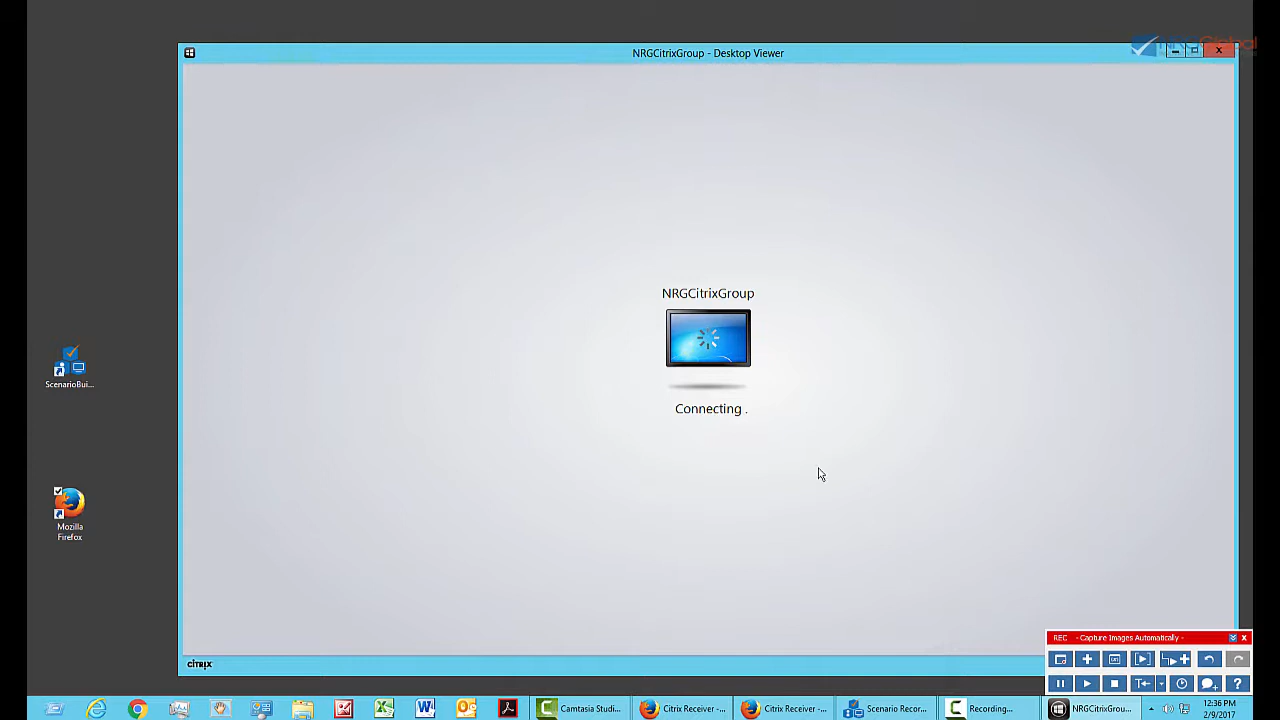 NRGCitrixGroup - Desktop Viewer
NRGGlobal
NRGCitrixGroup
Connecting .
ScenarioBui...
Mozilla
Firefox
citrix
REC - Capture Images Automatically -
Camtasia Studi...
Citrix Receiver - ...
Citrix Receiver - ...
Scenario Recor...
Recording...
NRGCitrixGrou...
12:36 PM
2/9/2017